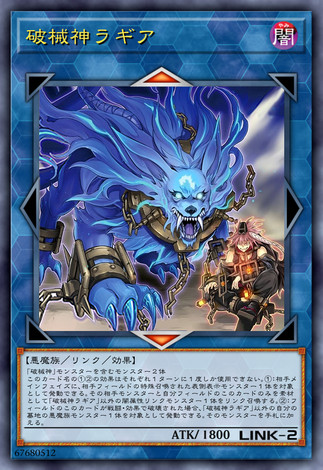 破械神ラギア
闇
やみ
【悪魔族/リンク/効果】
「破械神」モンスターを含むモンスター2体
このカード名の①②の効果はそれぞれ1ターンに1度しか使用できない。①:相手
メインフェイズに、相手フィールドの特殊召喚された表側表示モンスター1体を対象
として発動できる。その相手モンスターと自分フィールドのこのカードのみを素材
として「破械神ラギア」以外の闇属性リンクモンスター1体をリンク召喚する。②:フ
ィールドのこのカードが戦闘・効果で破壊された場合、「破械神ラギア」以外の自分の
墓地の悪魔族モンスター1体を対象として発動できる。そのモンスターを手札に加
える。
ATK/1800 LINK-2
67680512